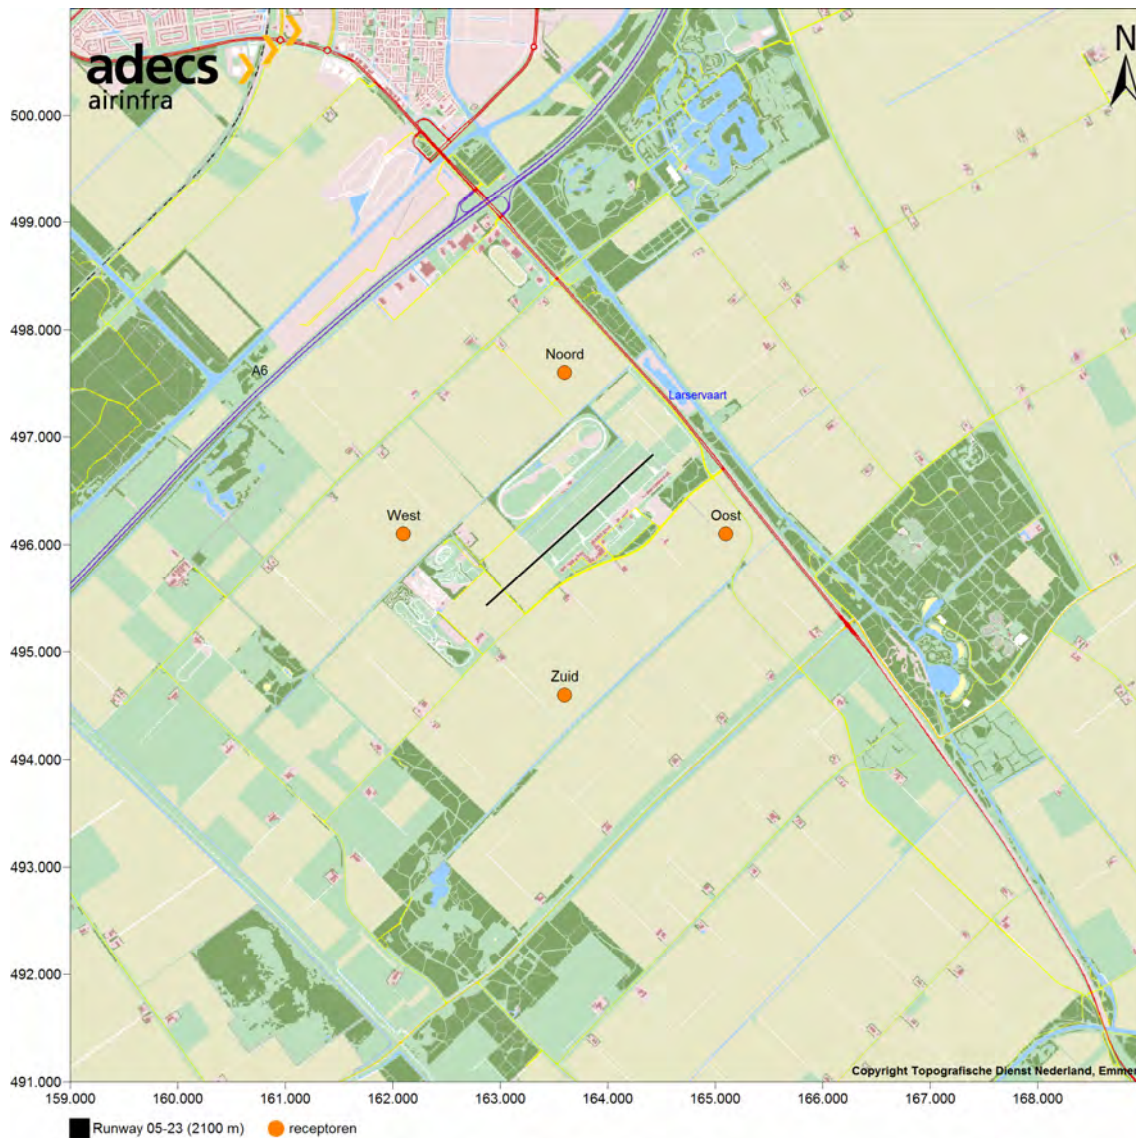 adecs
airinfra
N
500.000
499.000
498.000
Noord
A6
Larservaart
497.000
West
Oost
496.000
495.000
Zuid
494.000
493.000
492.000
Copyright Topografische Dienst Nederland, Emmen
491.000
159.000 160.000 161.000 162.000 163.000 164.000 165.000 166.000 167.000 168.000
Runway 05-23 (2100 m) receptoren